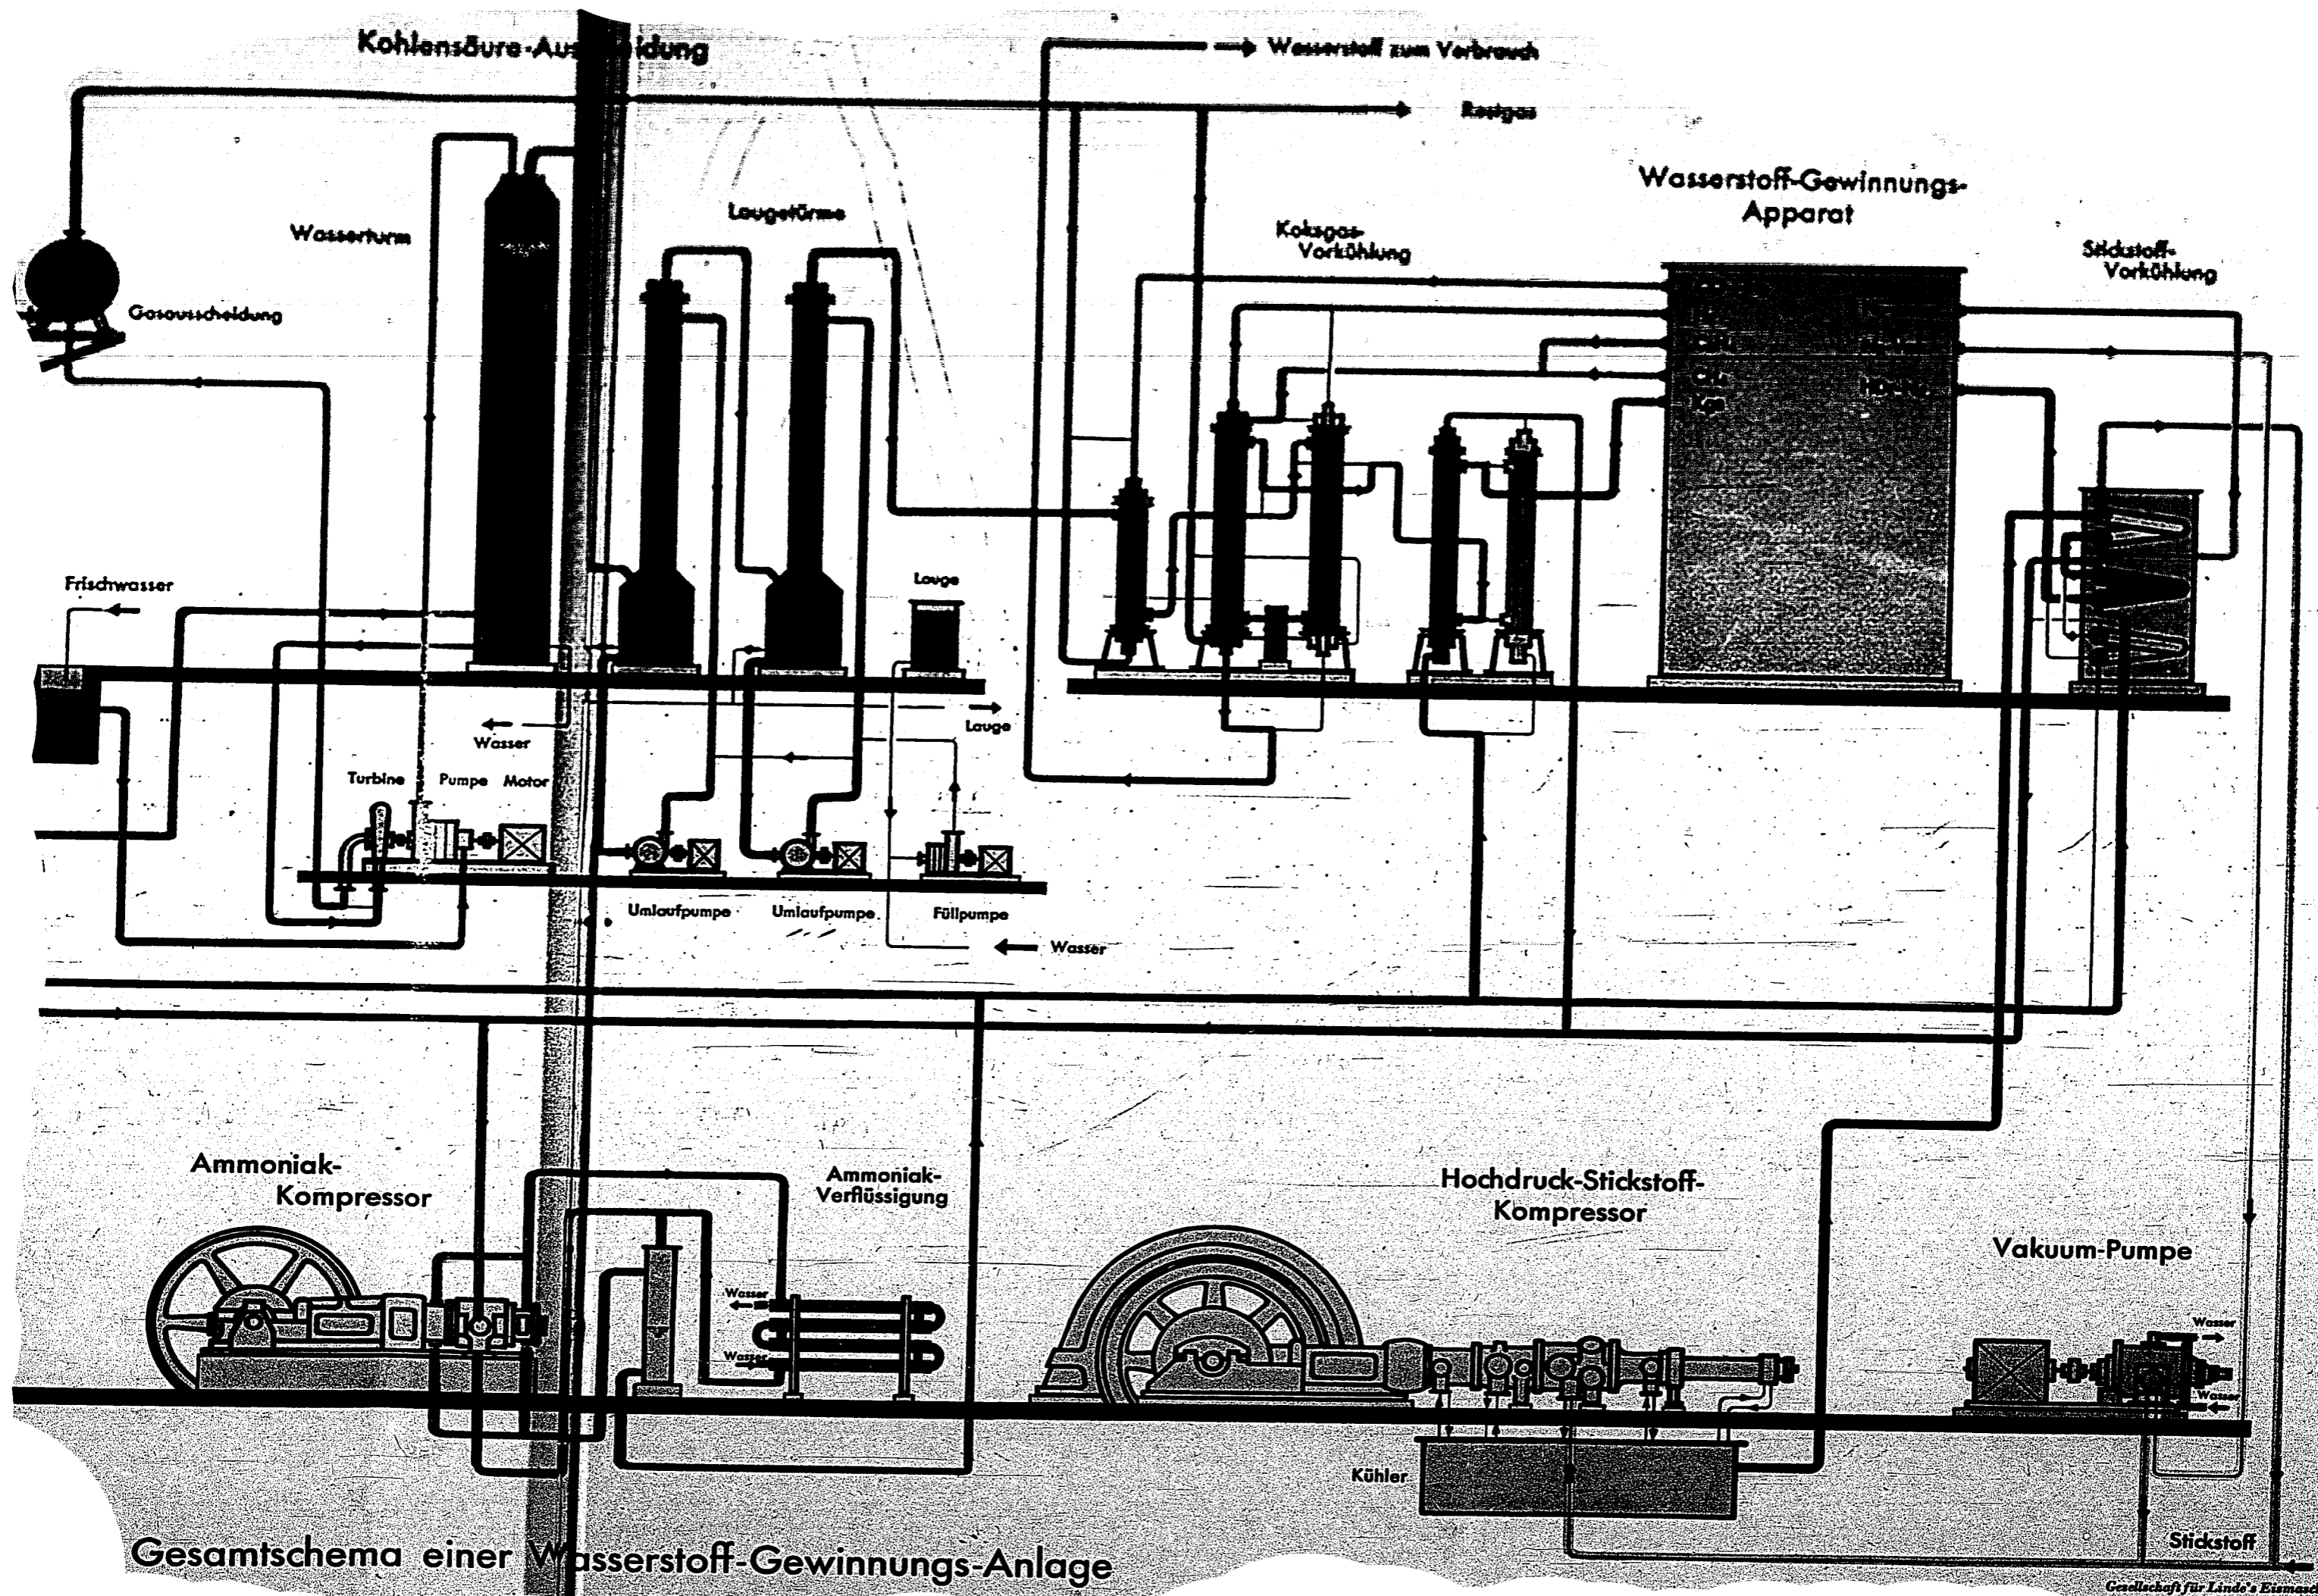 Kohlensäure-Aus idung
Wasserstoff zum Verbrauch
Restgas
Wasserstoff-Gewinnungs-
Apparat
Laugetürme
Wasserturm
Koksgas-
Vorkühlung
Stickstoff-
Vorkühlung
Gasausscheidung
Frischwasser
Lauge
Wasser
Lauge
Turbine
Pumpe
Motor
Umlaufpumpe
Umlaufpumpe
Füllpumpe
Wasser
Ammoniak-
Kompressor
Ammoniak-
Verflüssigung
Hochdruck-Stickstoff-
Kompressor
Vakuum-Pumpe
Wasser
Wasser
Wasser
Wasser
Kühler
Stickstoff
Gesamtschema einer Wasserstoff-Gewinnungs-Anlage
Gesellschaft für Linde's Eismas